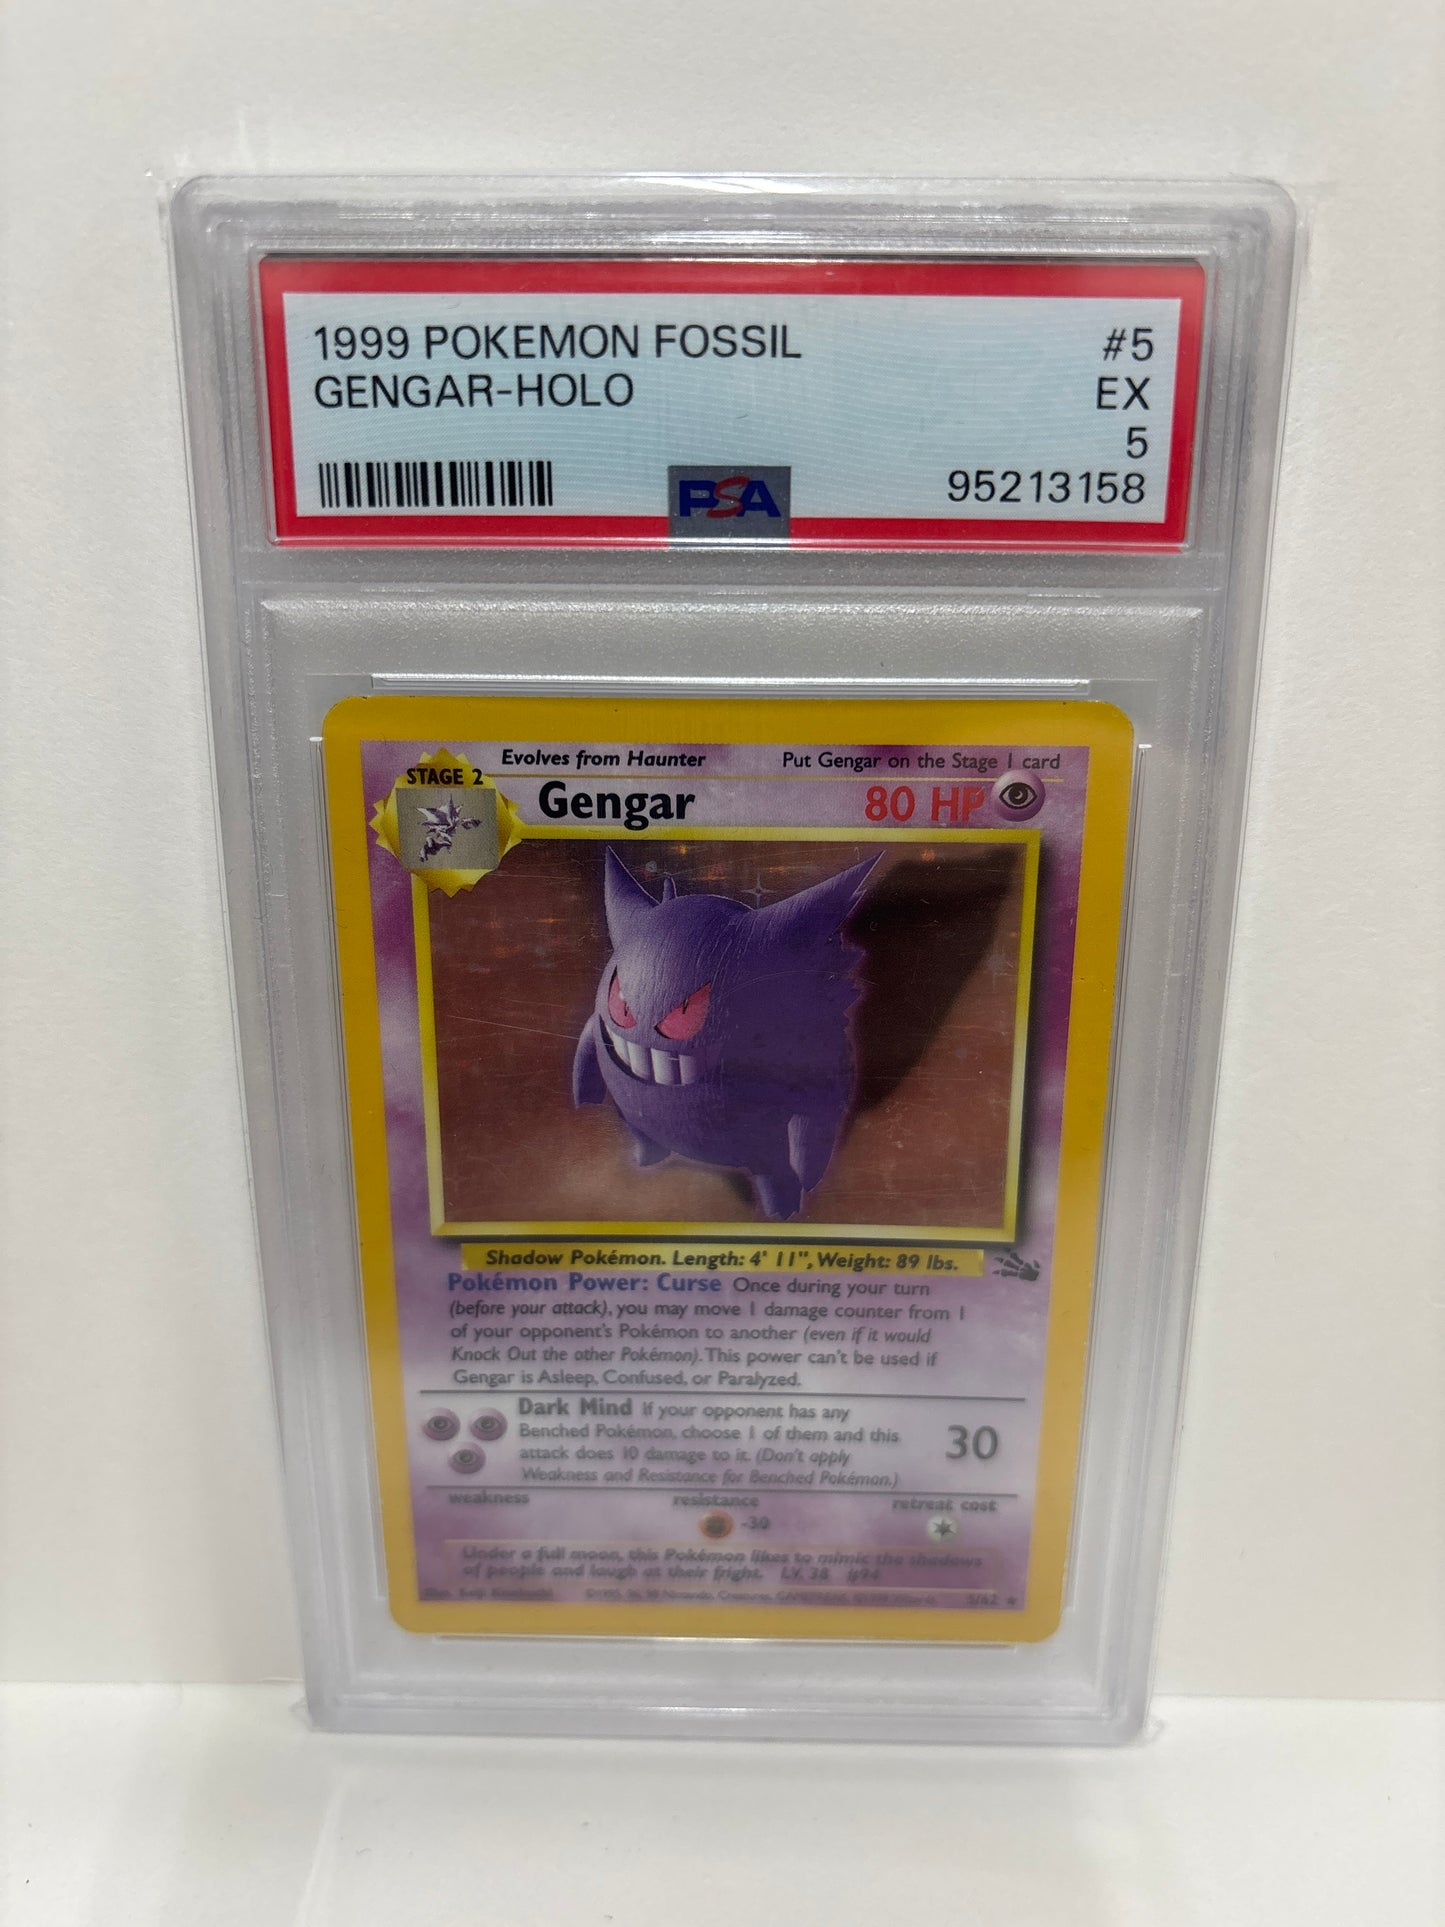 1999 POKEMON FOSSIL #5
GENGAR-HOLO EX
5
PSA 95213158
Evolves from Haunter Put Gengar on the Stage 1 card
STAGE 2
Gengar 80 HP
Shadow Pokémon. Length: 4' 11", Weight: 89 lbs.
Pokémon Power: Curse Once during your turn
(before your attack), you may move 1 damage counter from 1
of your opponent's Pokémon to another (even if it would
Knock Out the other Pokémon). This power can't be used if
Gengar is Asleep, Confused, or Paralyzed.
Dark Mind If your opponent has any
Benched Pokémon, choose 1 of them and this
attack does 10 damage to it. (Don't apply
Weakness and Resistance for Benched Pokémon.)
30
weakness resistance retreat cost
-30
Under a full moon, this Pokémon likes to mimic the shadows
of people and laugh at their fright. LV. 38 #94
5/62